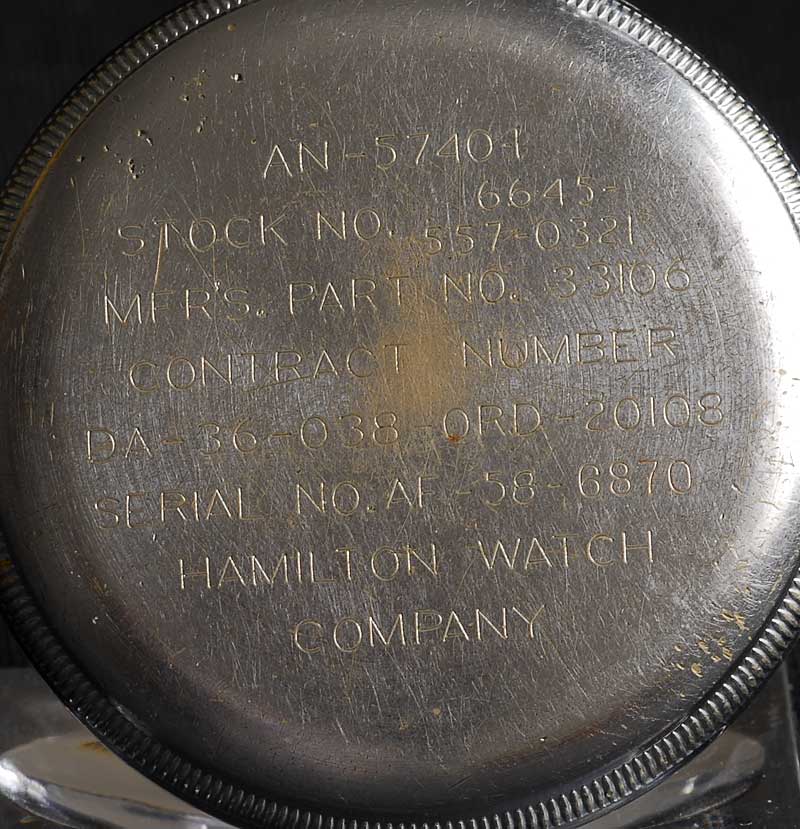 AN-5740-1
STOCK NO. 6645-
557-0321
MFR'S. PART NO. 33106
CONTRACT NUMBER
DA-36-038-ORD-20108
SERIAL NO. AF-58-6870
HAMILTON WATCH
COMPANY